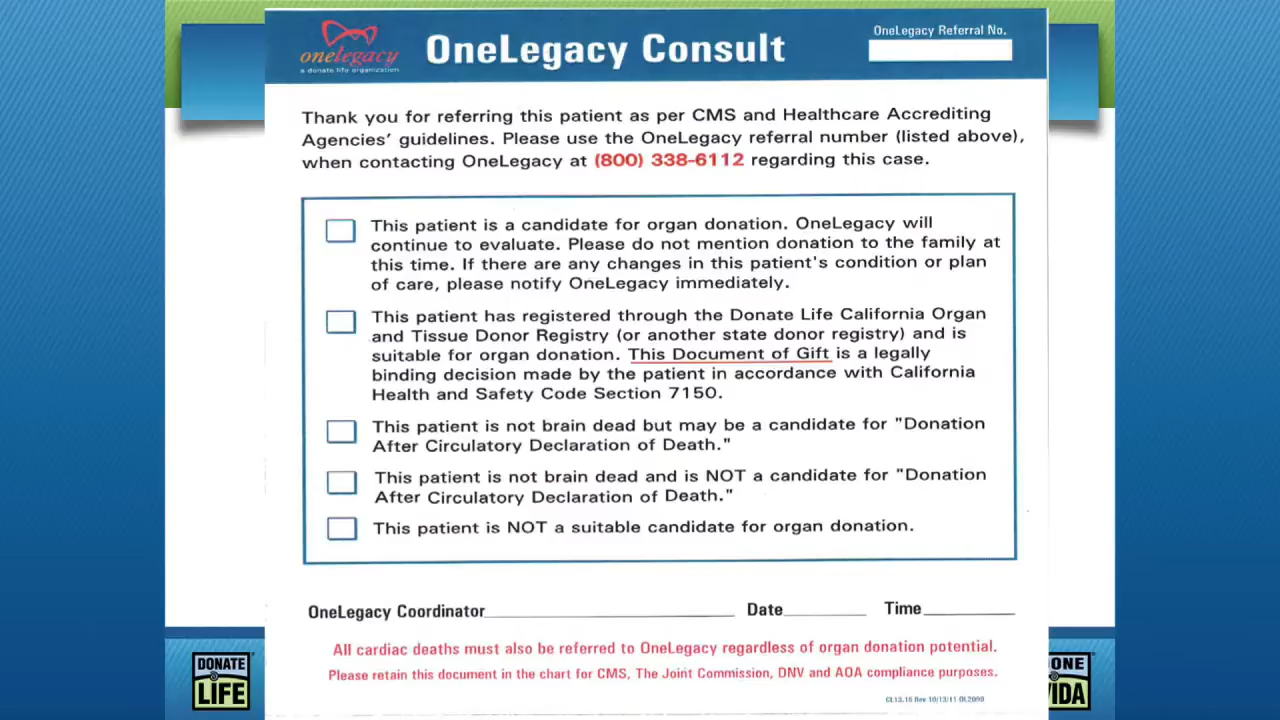 onelegacy
a donate life organization
OneLegacy Consult
OneLegacy Referral No.
Thank you for referring this patient as per CMS and Healthcare Accrediting
Agencies' guidelines. Please use the OneLegacy referral number (listed above),
when contacting OneLegacy at (800) 338-6112 regarding this case.
This patient is a candidate for organ donation. OneLegacy will
continue to evaluate. Please do not mention donation to the family at
this time. If there are any changes in this patient's condition or plan
of care, please notify OneLegacy immediately.
This patient has registered through the Donate Life California Organ
and Tissue Donor Registry (or another state donor registry) and is
suitable for organ donation. This Document of Gift is a legally
binding decision made by the patient in accordance with California
Health and Safety Code Section 7150.
This patient is not brain dead but may be a candidate for "Donation
After Circulatory Declaration of Death."
This patient is not brain dead and is NOT a candidate for "Donation
After Circulatory Declaration of Death."
This patient is NOT a suitable candidate for organ donation.
OneLegacy Coordinator Date Time
All cardiac deaths must also be referred to OneLegacy regardless of organ donation potential.
Please retain this document in the chart for CMS, The Joint Commission, DNV and AOA compliance purposes.
DONATE
LIFE
DONE
VIDA